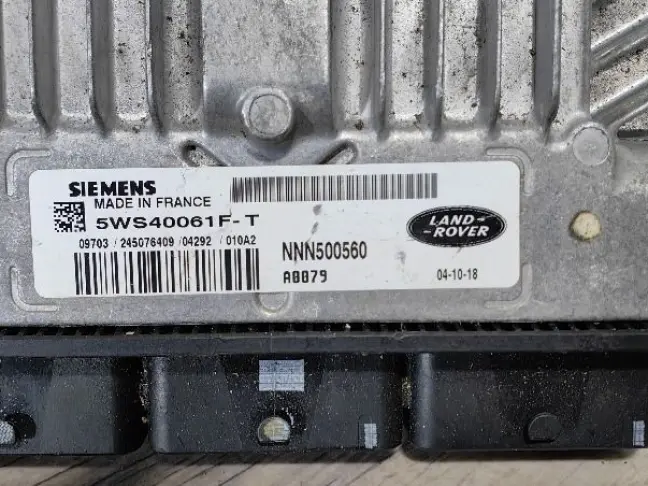 SIEMENS
MADE IN FRANCE
5WS40061F-T
09703 / 245076409 / 04292 / 010A2
NNN500560
A0079
LAND-
-ROVER
04-10-18